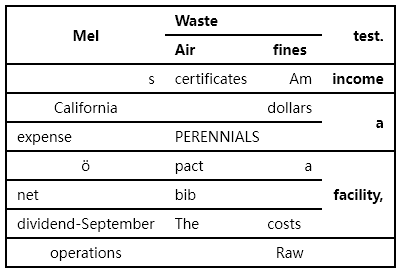 Mel Waste test.
Air fines
s certificates Am income
California dollars a
expense PERENNIALS
ö pact a facility,
net bib
dividend-September The costs
operations Raw